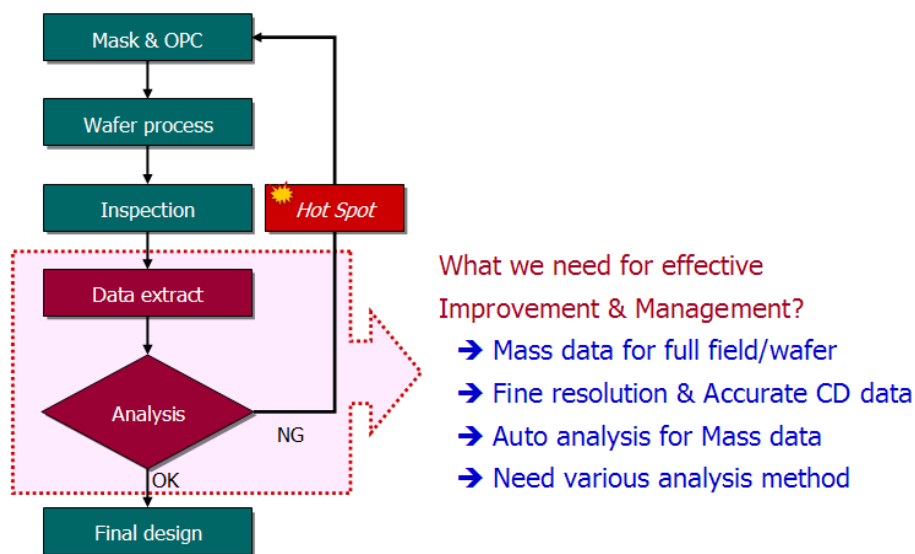 Mask & OPC
Wafer process
Inspection
Hot Spot
Data extract
Analysis
NG
OK
Final design
What we need for effective
Improvement & Management?
➔ Mass data for full field/wafer
➔ Fine resolution & Accurate CD data
➔ Auto analysis for Mass data
➔ Need various analysis method